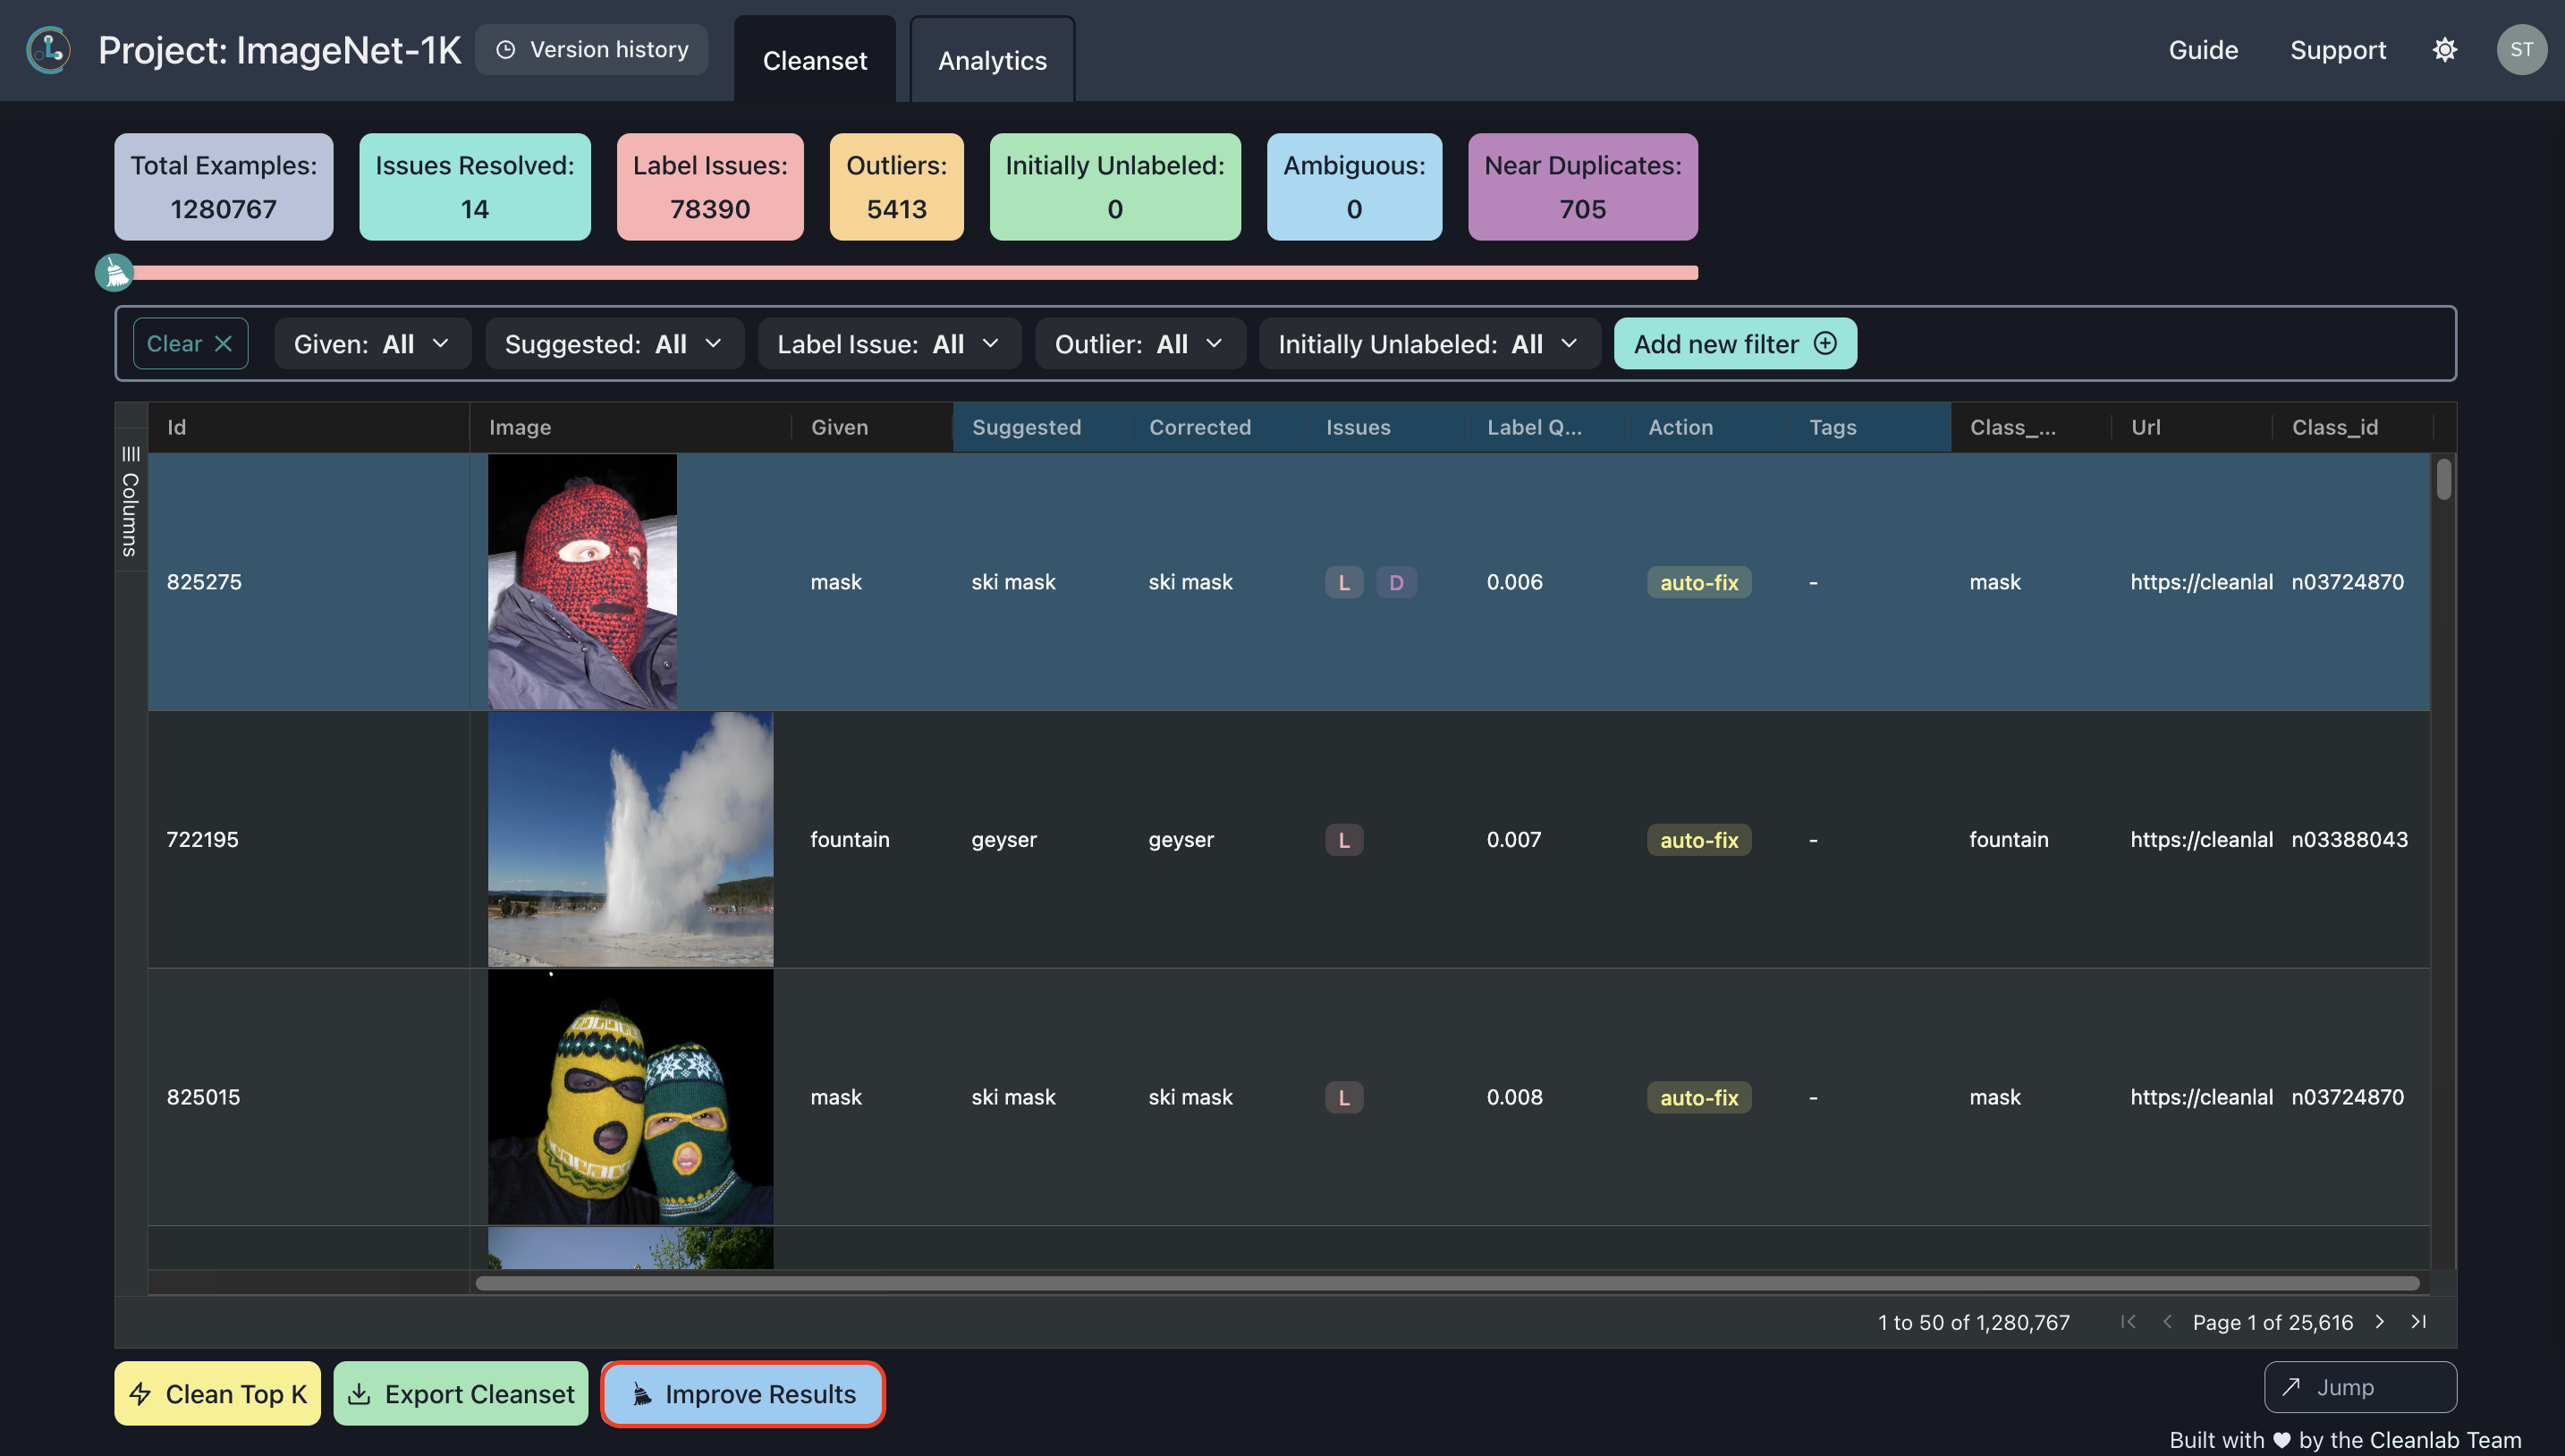 Project: ImageNet-1K
Version history
Cleanset
Analytics
Guide
Support
ST
Total Examples:
1280767
Issues Resolved:
14
Label Issues:
78390
Outliers:
5413
Initially Unlabeled:
0
Ambiguous:
0
Near Duplicates:
705
Clear
Given: All
Suggested: All
Label Issue: All
Outlier: All
Initially Unlabeled: All
Add new filter
Columns
Id Image Given Suggested Corrected Issues Label Q... Action Tags Class_... Url Class_id
825275 mask ski mask ski mask L D 0.006 auto-fix - mask https://cleanlal n03724870
722195 fountain geyser geyser L 0.007 auto-fix - fountain https://cleanlal n03388043
825015 mask ski mask ski mask L 0.008 auto-fix - mask https://cleanlal n03724870
1 to 50 of 1,280,767
Page 1 of 25,616
Clean Top K
Export Cleanset
Improve Results
Jump
Built with ♥ by the Cleanlab Team